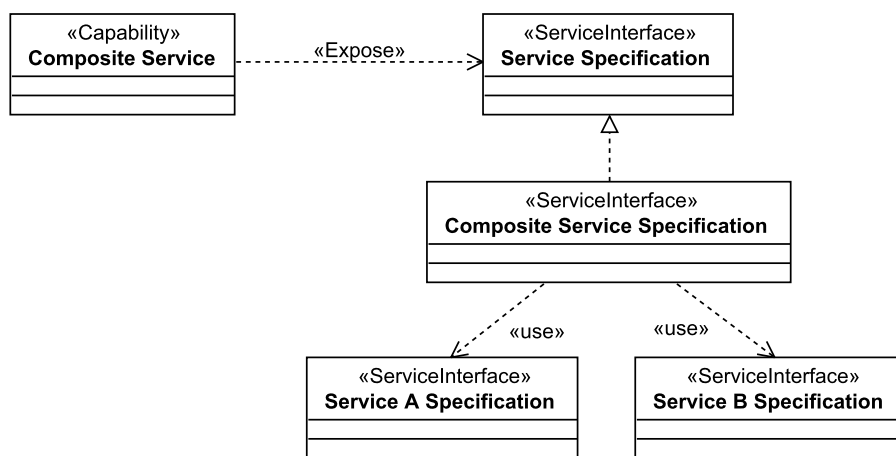 «Capability»
Composite Service
«Expose»
«ServiceInterface»
Service Specification
«ServiceInterface»
Composite Service Specification
«use»
«use»
«ServiceInterface»
Service A Specification
«ServiceInterface»
Service B Specification